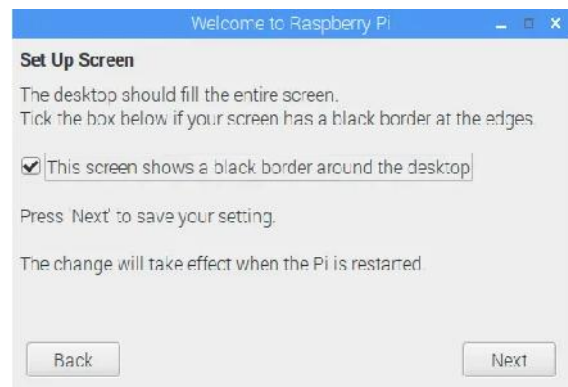 Welcome to Raspberry Pi
Set Up Screen
The desktop should fill the entire screen.
Tick the box below if your screen has a black border at the edges.
This screen shows a black border around the desktop
Press 'Next' to save your setting.
The change will take effect when the Pi is restarted.
Back
Next